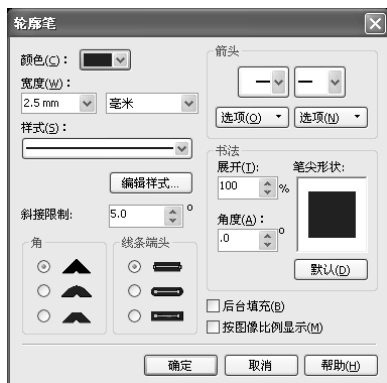 轮廓笔
颜色(C):
宽度(W):
2.5 mm 毫米
样式(S):
编辑样式...
斜接限制: 5.0 °
角
线条端头
箭头
选项(O) 选项(N)
书法
展开(T): 笔尖形状:
100 %
角度(A):
.0 °
默认(D)
后台填充(B)
按图像比例显示(M)
确定 取消 帮助(H)